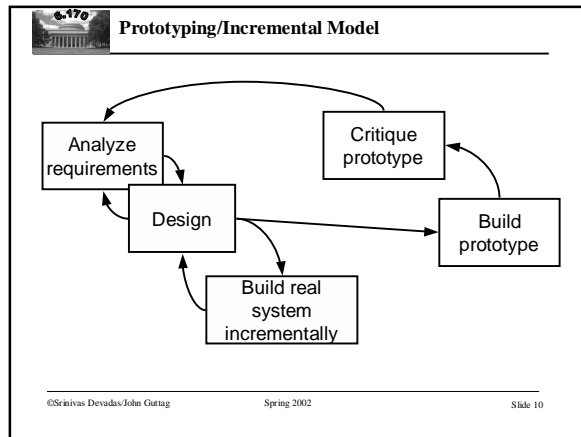 6.170
Prototyping/Incremental Model
Analyze
requirements
Critique
prototype
Design
Build
prototype
Build real
system
incrementally
©Srinivas Devadas/John Guttag
Spring 2002
Slide 10